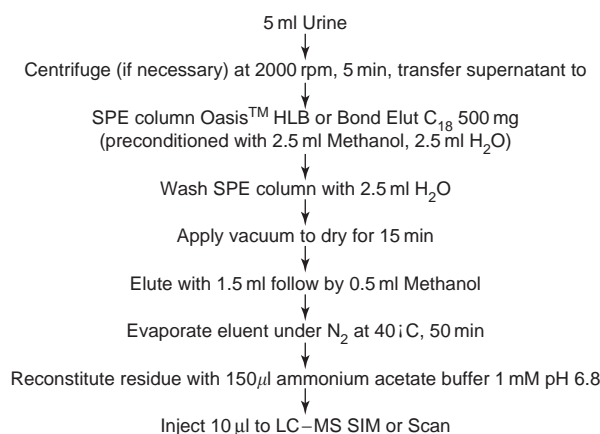 5 ml Urine
Centrifuge (if necessary) at 2000 rpm, 5 min, transfer supernatant to
SPE column Oasis™ HLB or Bond Elut C18 500 mg
(preconditioned with 2.5 ml Methanol, 2.5 ml H2O)
Wash SPE column with 2.5 ml H2O
Apply vacuum to dry for 15 min
Elute with 1.5 ml follow by 0.5 ml Methanol
Evaporate eluent under N2 at 40¡C, 50 min
Reconstitute residue with 150µl ammonium acetate buffer 1 mM pH 6.8
Inject 10 µl to LC–MS SIM or Scan